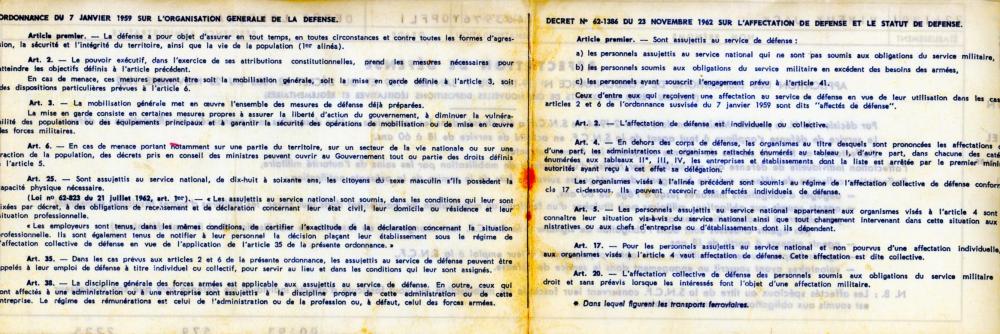 ORDONNANCE DU 7 JANVIER 1959 SUR L'ORGANISATION GENERALE DE LA DEFENSE.
Article premier. — La défense a pour objet d'assurer en tout temps, en toutes circonstances et contre toutes les formes d'agres-
sion, la sécurité et l'intégrité du territoire, ainsi que la vie de la population (1er alinéa).
Art. 2. — Le pouvoir exécutif, dans l'exercice de ses attributions constitutionnelles, prend les mesures nécessaires pour
atteindre les objectifs définis à l'article précédent.
En cas de menace, ces mesures peuvent être soit la mobilisation générale, soit la mise en garde définie à l'article 3, soit
des dispositions particulières prévues à l'article 6.
Art. 3. — La mobilisation générale met en œuvre l'ensemble des mesures de défense déjà préparées.
La mise en garde consiste en certaines mesures propres à assurer la liberté d'action du gouvernement, à diminuer la vulnéra-
bilité des populations ou des équipements principaux et à garantir la sécurité des opérations de mobilisation ou de mise en œuvre
des forces militaires.
Art. 6. — En cas de menace portant notamment sur une partie du territoire, sur un secteur de la vie nationale ou sur une
fraction de la population, des décrets pris en conseil des ministres peuvent ouvrir au Gouvernement tout ou partie des droits définis
à l'article 5.
Art. 25. — Sont assujettis au service national, de dix-huit à soixante ans, les citoyens du sexe masculin s'ils possèdent la
capacité physique nécessaire.
(Loi nº 62-823 du 21 juillet 1962, art. 1er). — « Les assujettis au service national sont soumis, dans les conditions qui leur sont
fixées par décret, à des obligations de recensement et de déclaration concernant leur état civil, leur domicile ou résidence et leur
situation professionnelle.
« Les employeurs sont tenus, dans les mêmes conditions, de certifier l'exactitude de la déclaration concernant la situation
professionnelle. Ils sont également tenus de notifier à leur personnel la décision plaçant leur établissement sous le régime de
l'affectation collective de défense en vue de l'application de l'article 35 de la présente ordonnance. »
Art. 35. — Dans les cas prévus aux articles 2 et 6 de la présente ordonnance, les assujettis au service de défense peuvent être
appelés à leur emploi de défense à titre individuel ou collectif, pour servir au lieu et dans les conditions qui leur sont assignés.
Art. 38. — La discipline générale des forces armées est applicable aux assujettis au service de défense. En outre, ceux qui
sont affectés à une administration ou à une entreprise sont assujettis à la discipline propre de cette administration ou de cette
entreprise. Le régime des rémunérations est celui de l'administration ou de la profession ou, à défaut, celui des forces armées.
DECRET Nº 62-1386 DU 23 NOVEMBRE 1962 SUR L'AFFECTATION DE DEFENSE ET LE STATUT DE DEFENSE.
Article premier. — Sont assujettis au service de défense :
a) les personnels assujettis au service national qui ne sont pas soumis aux obligations du service militaire,
b) les personnels soumis aux obligations du service militaire en excédent des besoins des armées,
c) les personnels ayant souscrit l'engagement prévu à l'article 41.
Ceux d'entre eux qui reçoivent une affectation au service de défense en vue de leur utilisation dans les cas
articles 2 et 6 de l'ordonnance susvisée du 7 janvier 1959 sont dits "affectés de défense".
Art. 2. — L'affectation de défense est individuelle ou collective.
Art. 4. — En dehors des corps de défense, les organismes au titre desquels sont prononcées les affectations
d'une part, les administrations et organismes rattachés énumérés au tableau I, d'autre part, dans chacune des caté
énumérées aux tableaux II*, III, IV, les entreprises et établissements dont la liste est arrêtée par le premier mini
autorités ayant reçu à cet effet sa délégation.
Les organismes visés à l'alinéa précédent sont soumis au régime de l'affectation collective de défense conform
cle 17 ci-dessous. Ils peuvent recevoir des affectés individuels de défense.
Art. 5. — Les personnels assujettis au service national appartenant aux organismes visés à l'article 4 sont
connaître leur situation vis-à-vis du service national ainsi que tout changement intervenant dans cette situation aux
nistratives ou aux chefs d'entreprise ou d'établissements dont ils dépendent.
Art. 17. — Pour les personnels assujettis au service national et non pourvus d'une affectation individuelle,
aux organismes visés à l'article 4 vaut affectation de défense. Cette affectation est dite collective.
Art. 20. — L'affectation collective de défense des personnels soumis aux obligations du service militaire
droit et sans préavis lorsque les intéressés font l'objet d'une affectation militaire.
* Dans lequel figurent les transports ferroviaires.